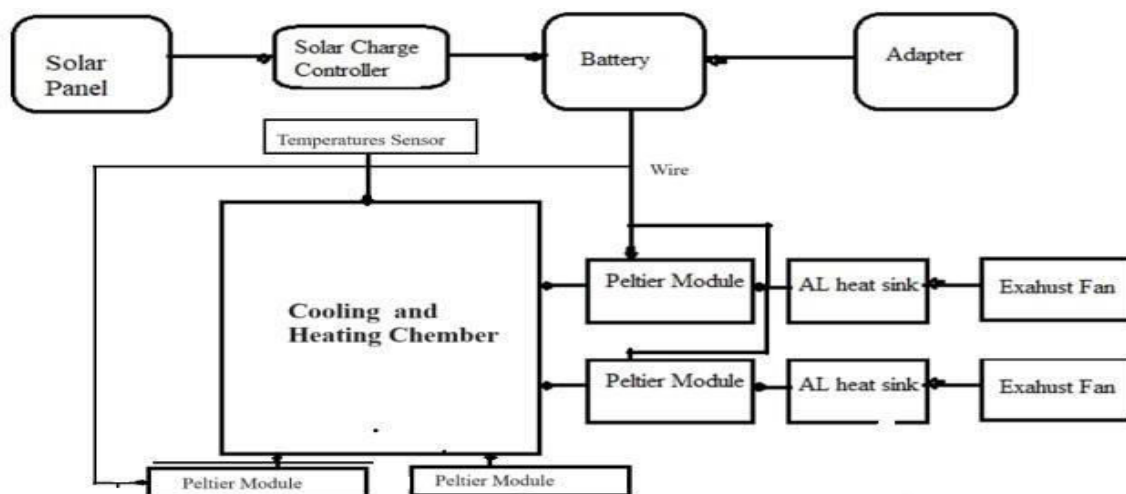 Solar
Panel
Solar Charge
Controller
Battery
Adapter
Temperatures Sensor
Wire
Peltier Module
AL heat sink
Exahust Fan
Cooling and
Heating Chember
Peltier Module
AL heat sink
Exahust Fan
Peltier Module
Peltier Module